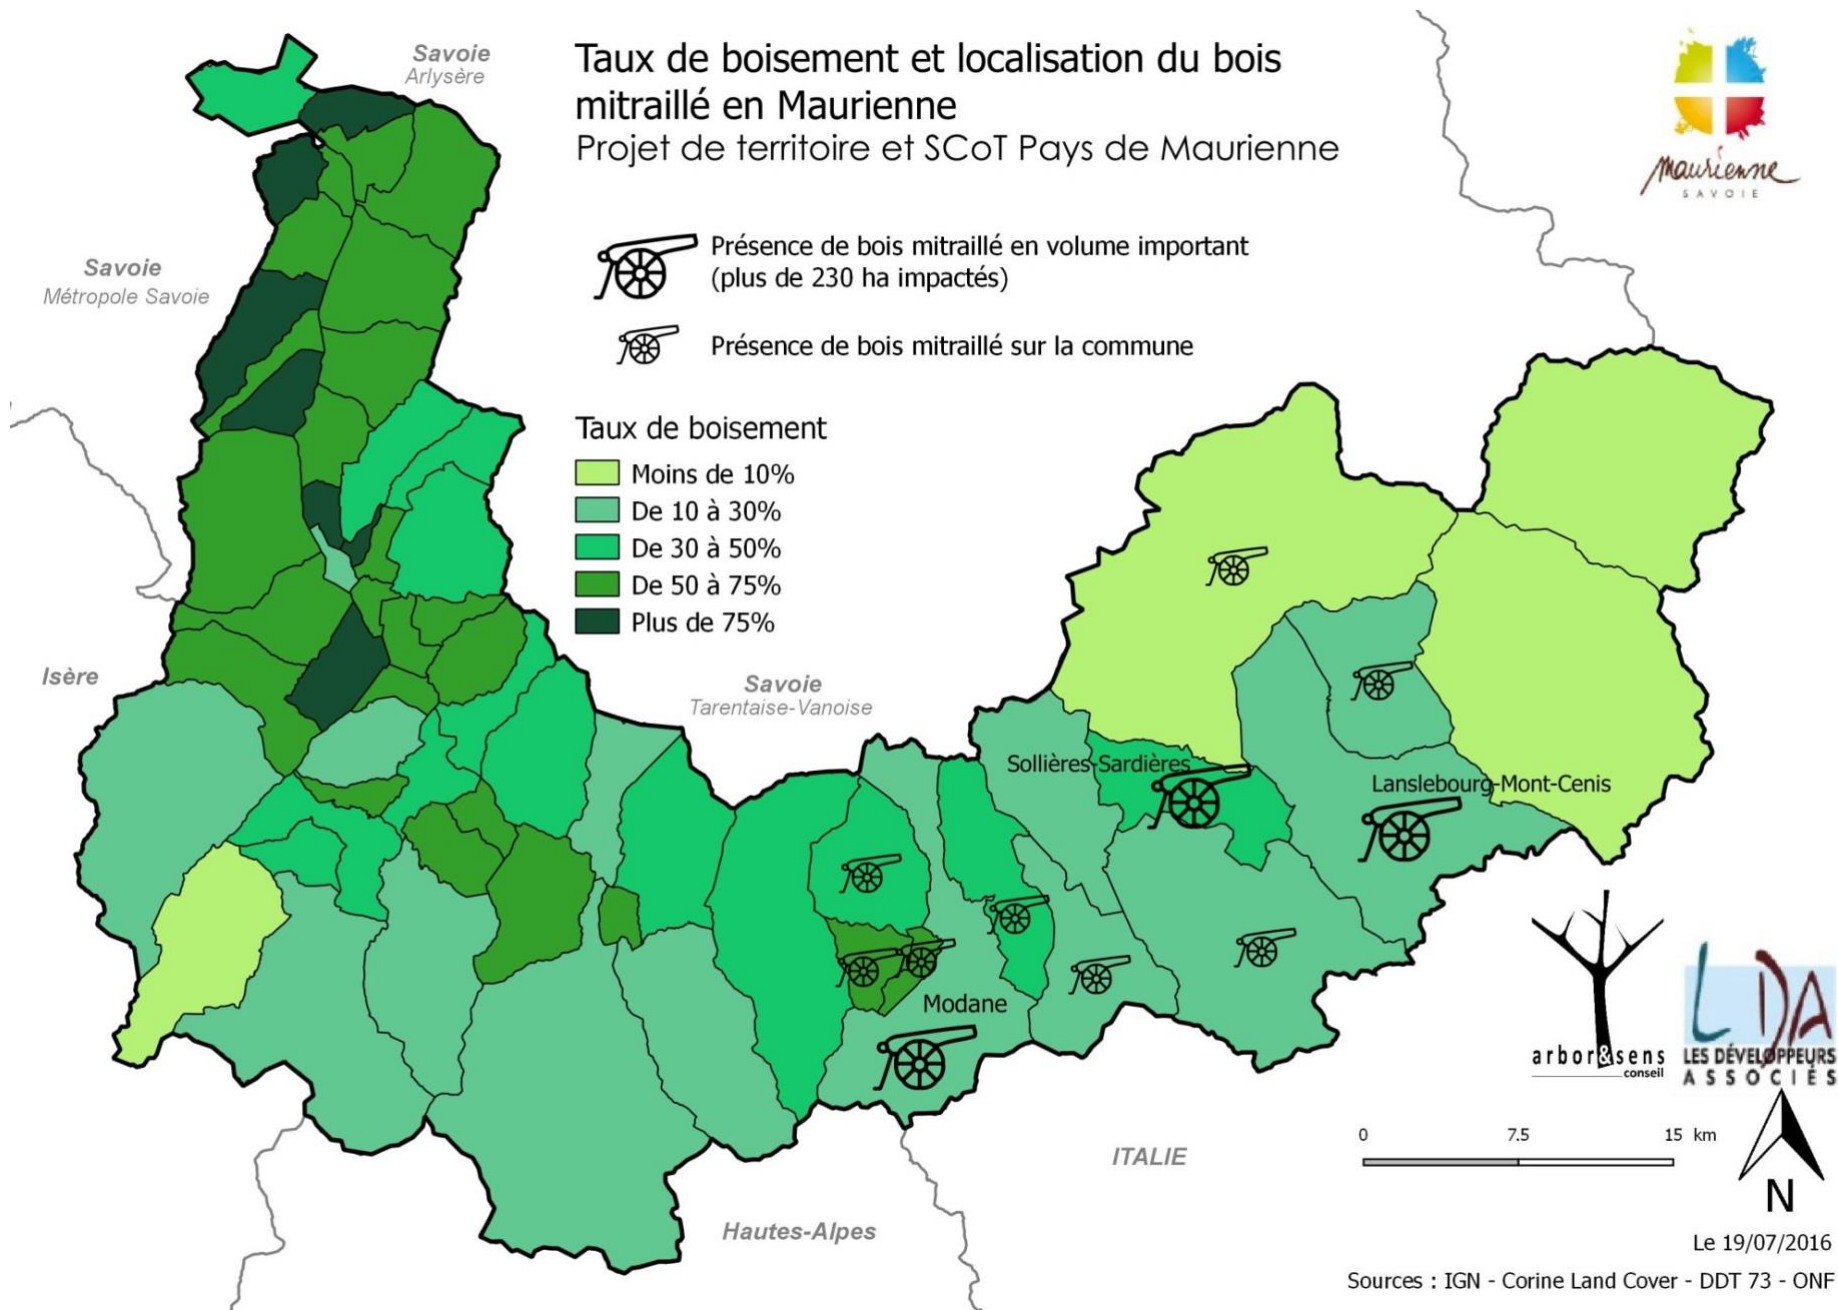 Taux de boisement et localisation du bois
mitraillé en Maurienne
Projet de territoire et SCoT Pays de Maurienne
Savoie
Arlysère
maurienne
SAVOIE
Présence de bois mitraillé en volume important
(plus de 230 ha impactés)
Présence de bois mitraillé sur la commune
Savoie
Métropole Savoie
Taux de boisement
Moins de 10%
De 10 à 30%
De 30 à 50%
De 50 à 75%
Plus de 75%
Isère
Savoie
Tarentaise-Vanoise
Sollières-Sardières
Lanslebourg-Mont-Cenis
Modane
arbor&sens
conseil
LDA
LES DÉVELOPPEURS
ASSOCIÉS
0 7.5 15 km
ITALIE
N
Hautes-Alpes
Le 19/07/2016
Sources : IGN - Corine Land Cover - DDT 73 - ONF